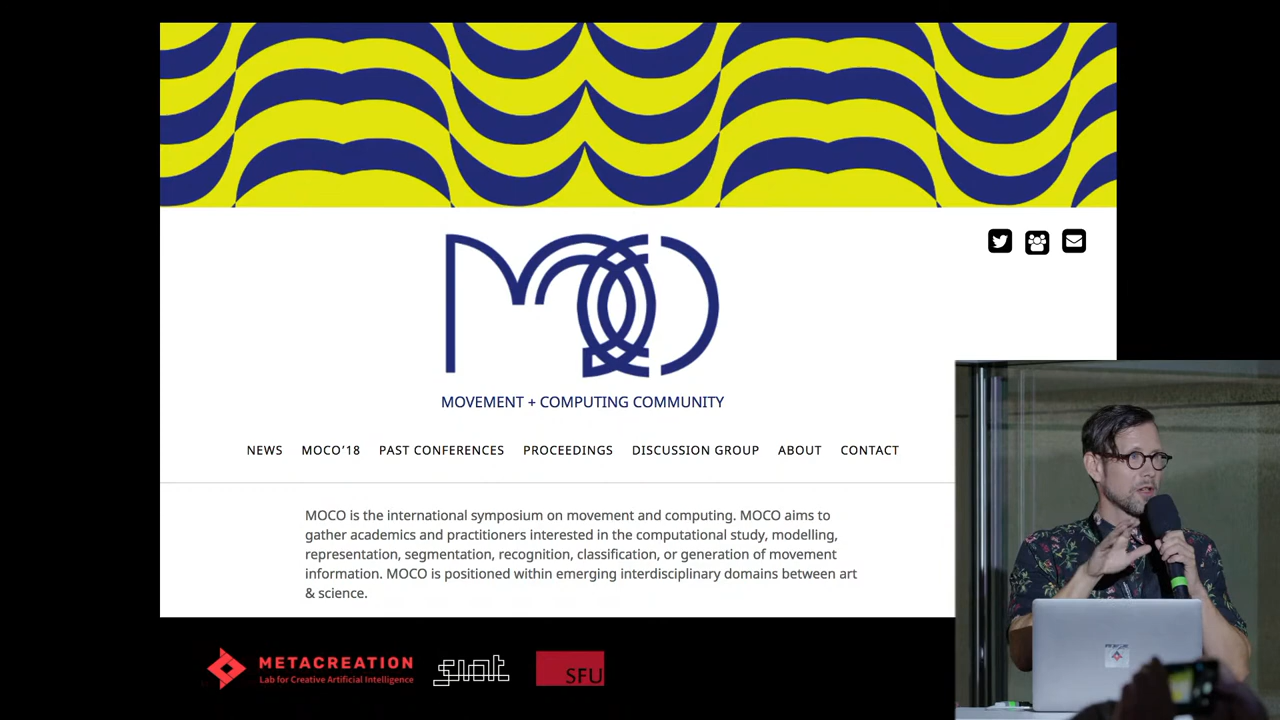 MOCO
MOVEMENT + COMPUTING COMMUNITY
NEWS MOCO’18 PAST CONFERENCES PROCEEDINGS DISCUSSION GROUP ABOUT CONTACT
MOCO is the international symposium on movement and computing. MOCO aims to
gather academics and practitioners interested in the computational study, modelling,
representation, segmentation, recognition, classification, or generation of movement
information. MOCO is positioned within emerging interdisciplinary domains between art
& science.
METACREATION
Lab for Creative Artificial Intelligence
siat
SFU